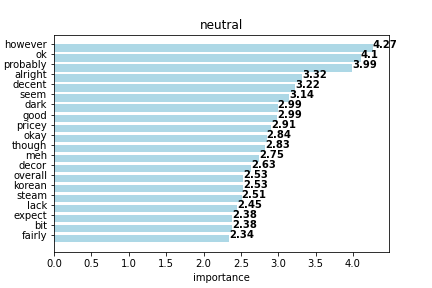 neutral
however 4.27
ok 4.1
probably 3.99
alright 3.32
decent 3.22
seem 3.14
dark 2.99
good 2.99
pricey 2.91
okay 2.84
though 2.83
meh 2.75
decor 2.63
overall 2.53
korean 2.53
steam 2.51
lack 2.45
expect 2.38
bit 2.38
fairly 2.34
0.0 0.5 1.0 1.5 2.0 2.5 3.0 3.5 4.0
importance